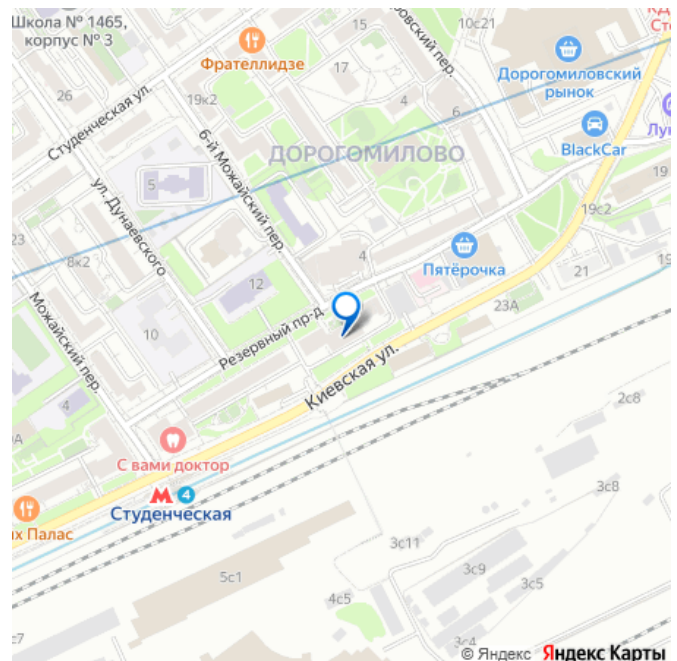 Школа № 1465,
корпус № 3
Фрателлидзе
10с21
Дорогомиловский
рынок
17
26
19к2
Студенческая ул.
4
6
BlackCar
6-й Можайский пер.
ДОРОГОМИЛОВО
5
19
19с2
ул. Дунаевского
23
8к2
4
Пятёрочка
21
12
23А
Можайский пер.
10
Резервный пр-д
Киевская ул.
4
2с8
С вами доктор
4
Студенческая
3с8
Палас
3с11
5с1
3с9
3с5
4с5
3с4
© Яндекс Яндекс Карты